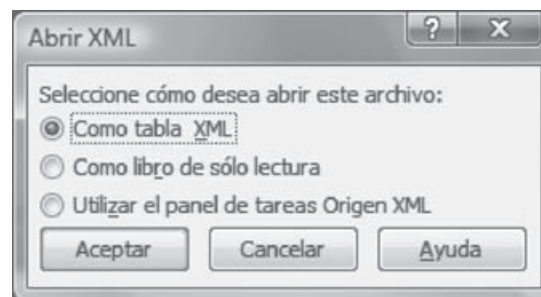 Abrir XML
Seleccione cómo desea abrir este archivo:
Como tabla XML
Como libro de sólo lectura
Utilizar el panel de tareas Origen XML
Aceptar Cancelar Ayuda